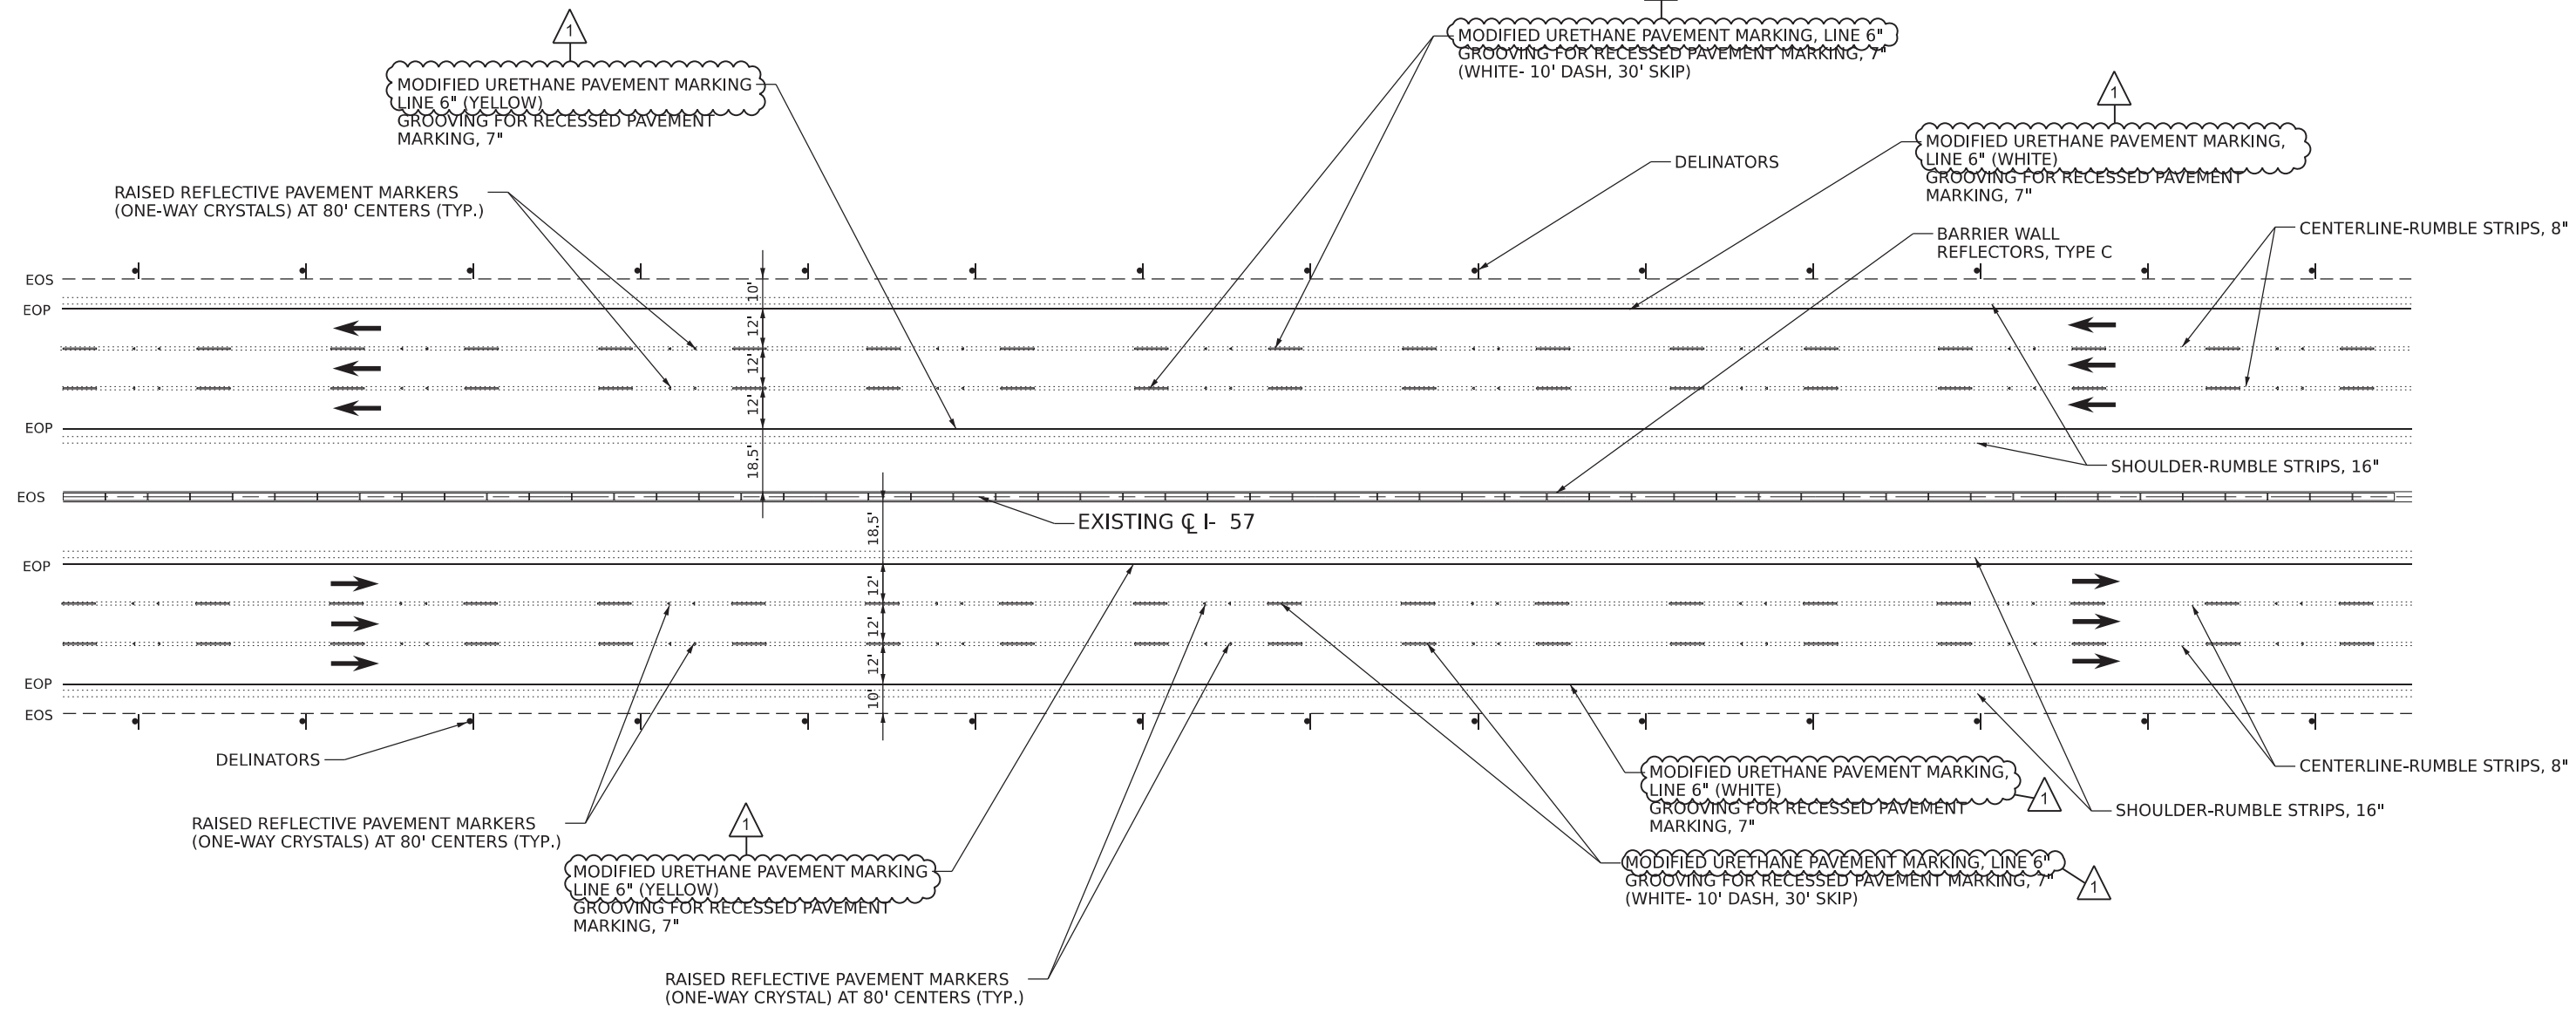 1
MODIFIED URETHANE PAVEMENT MARKING
LINE 6" (YELLOW)
GROOVING FOR RECESSED PAVEMENT
MARKING, 7"
MODIFIED URETHANE PAVEMENT MARKING, LINE 6"
GROOVING FOR RECESSED PAVEMENT MARKING, 7"
(WHITE- 10' DASH, 30' SKIP)
1
MODIFIED URETHANE PAVEMENT MARKING,
LINE 6" (WHITE)
GROOVING FOR RECESSED PAVEMENT
MARKING, 7"
DELINATORS
RAISED REFLECTIVE PAVEMENT MARKERS
(ONE-WAY CRYSTALS) AT 80' CENTERS (TYP.)
BARRIER WALL
REFLECTORS, TYPE C
CENTERLINE-RUMBLE STRIPS, 8"
EOS
10'
EOP
12'
12'
12'
EOP
18.5'
SHOULDER-RUMBLE STRIPS, 16"
EOS
EXISTING ℄ I- 57
18.5'
EOP
12'
12'
12'
EOP
10'
EOS
DELINATORS
RAISED REFLECTIVE PAVEMENT MARKERS
(ONE-WAY CRYSTALS) AT 80' CENTERS (TYP.)
1
MODIFIED URETHANE PAVEMENT MARKING
LINE 6" (YELLOW)
GROOVING FOR RECESSED PAVEMENT
MARKING, 7"
RAISED REFLECTIVE PAVEMENT MARKERS
(ONE-WAY CRYSTAL) AT 80' CENTERS (TYP.)
MODIFIED URETHANE PAVEMENT MARKING,
LINE 6" (WHITE)
GROOVING FOR RECESSED PAVEMENT
MARKING, 7"
1
MODIFIED URETHANE PAVEMENT MARKING, LINE 6"
GROOVING FOR RECESSED PAVEMENT MARKING, 7"
(WHITE- 10' DASH, 30' SKIP)
1
CENTERLINE-RUMBLE STRIPS, 8"
SHOULDER-RUMBLE STRIPS, 16"